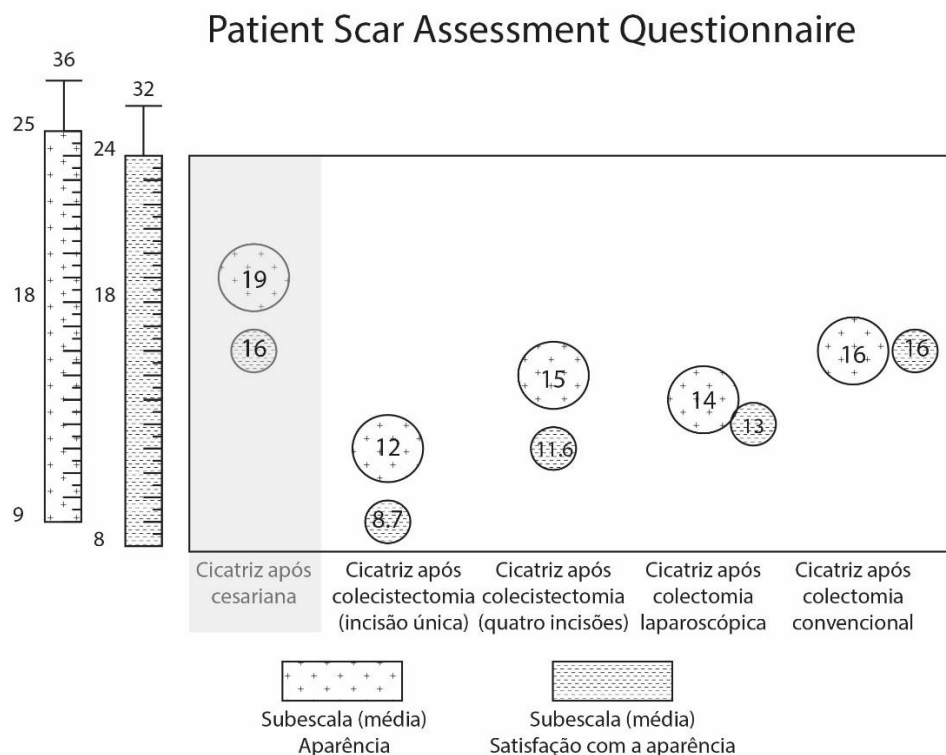 Patient Scar Assessment Questionnaire
36
32
25
24
18
18
9
8
19
16
12
8.7
15
11.6
14
13
16
16
Cicatriz após
cesariana
Cicatriz após
colecistectomia
(incisão única)
Cicatriz após
colecistectomia
(quatro incisões)
Cicatriz após
colectomia
laparoscópica
Cicatriz após
colectomia
convencional
Subescala (média)
Aparência
Subescala (média)
Satisfação com a aparência